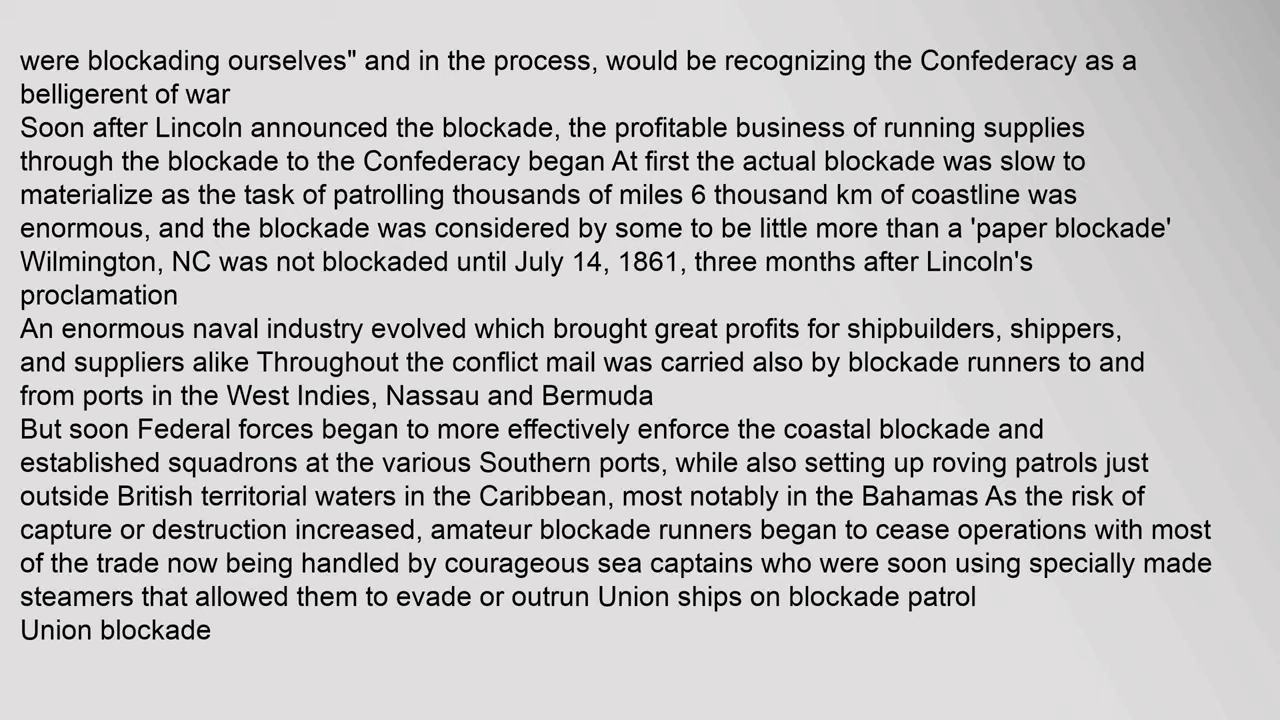 were blockading ourselves" and in the process, would be recognizing the Confederacy as a
belligerent of war
Soon after Lincoln announced the blockade, the profitable business of running supplies
through the blockade to the Confederacy began At first the actual blockade was slow to
materialize as the task of patrolling thousands of miles 6 thousand km of coastline was
enormous, and the blockade was considered by some to be little more than a 'paper blockade'
Wilmington, NC was not blockaded until July 14, 1861, three months after Lincoln's
proclamation
An enormous naval industry evolved which brought great profits for shipbuilders, shippers,
and suppliers alike Throughout the conflict mail was carried also by blockade runners to and
from ports in the West Indies, Nassau and Bermuda
But soon Federal forces began to more effectively enforce the coastal blockade and
established squadrons at the various Southern ports, while also setting up roving patrols just
outside British territorial waters in the Caribbean, most notably in the Bahamas As the risk of
capture or destruction increased, amateur blockade runners began to cease operations with most
of the trade now being handled by courageous sea captains who were soon using specially made
steamers that allowed them to evade or outrun Union ships on blockade patrol
Union blockade